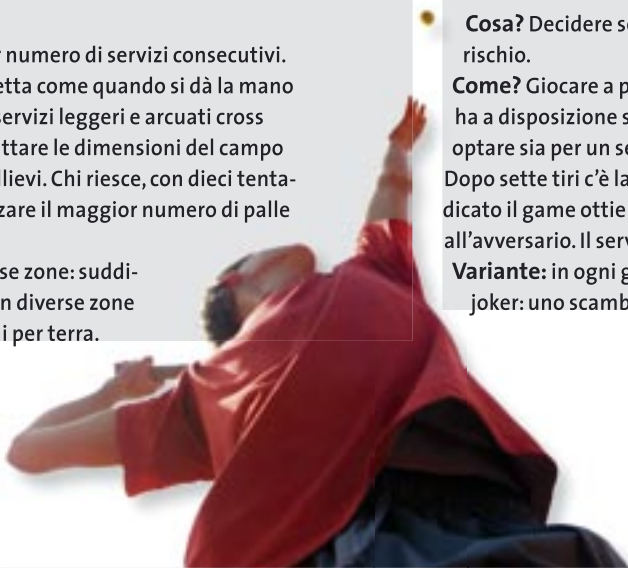 numero di servizi consecutivi.
etta come quando si dà la mano
servizi leggeri e arcuati cross
ttare le dimensioni del campo
llievi. Chi riesce, con dieci tenta-
zare il maggior numero di palle
se zone: suddi-
n diverse zone
i per terra.
Cosa? Decidere s
rischio.
Come? Giocare a p
ha a disposizione s
optare sia per un se
Dopo sette tiri c'è la
dicato il game ottie
all'avversario. Il serv
Variante: in ogni g
joker: uno scamb